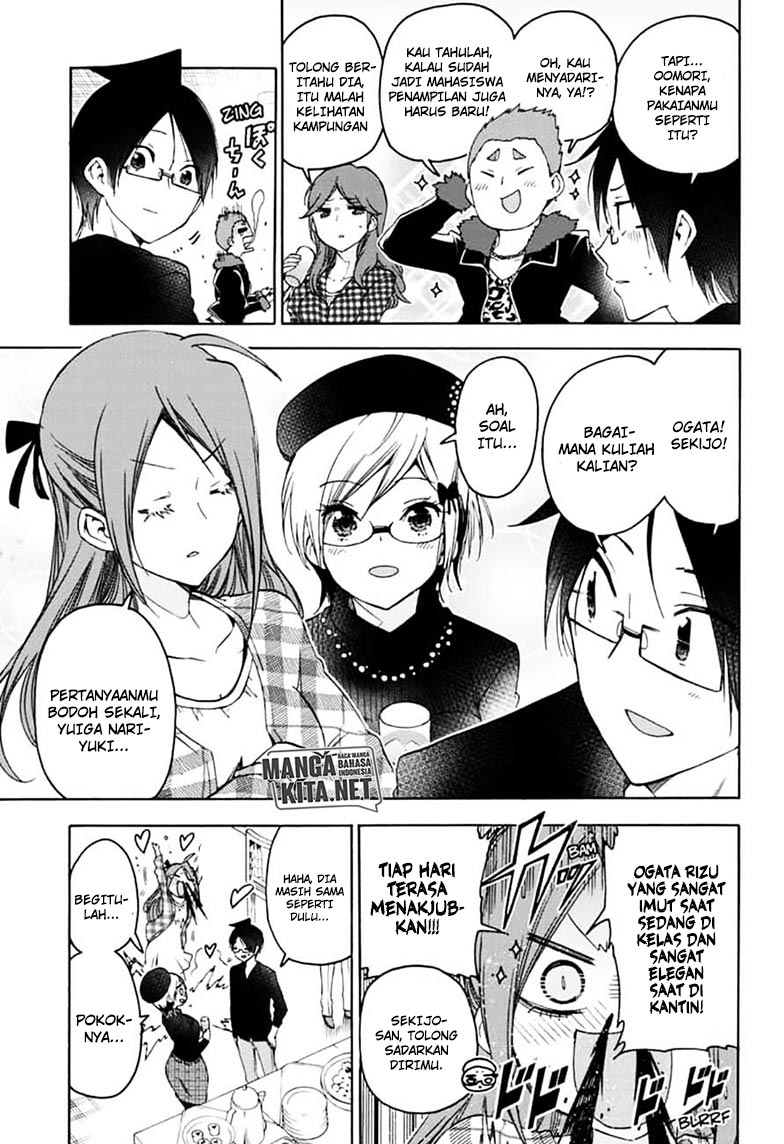 TAPI...
OOMORI,
KENAPA
PAKAIANMU
SEPERTI
ITU?
OH, KAU
MENYADARI-
NYA, YA!?
KAU TAHULAH,
KALAU SUDAH
JADI MAHASISWA
PENAMPILAN JUGA
HARUS BARU!
TOLONG BER-
ITAHU DIA,
ITU MALAH
KELIHATAN
KAMPUNGAN
ZING
ぽく
ちーん
OGATA!
SEKIJO!
BAGAI-
MANA KULIAH
KALIAN?
AH,
SOAL
ITU...
PERTANYAANMU
BODOH SEKALI,
YUIGA NARI-
YUKI...
MANGA
BACA MANGA
BAHASA
INDONESIA
KITA.NET
OGATA RIZU
YANG SANGAT
IMUT SAAT
SEDANG DI
KELAS DAN
SANGAT
ELEGAN
SAAT DI
KANTIN!
BAM
TIAP HARI
TERASA
MENAKJUB-
KAN!!!
SEKIJO-
SAN, TOLONG
SADARKAN
DIRIMU.
ドドド
ドド
BLRRF
HAHA, DIA
MASIH SAMA
SEPERTI
DULU...
BEGITU-
LAH...
POKOK-
NYA...